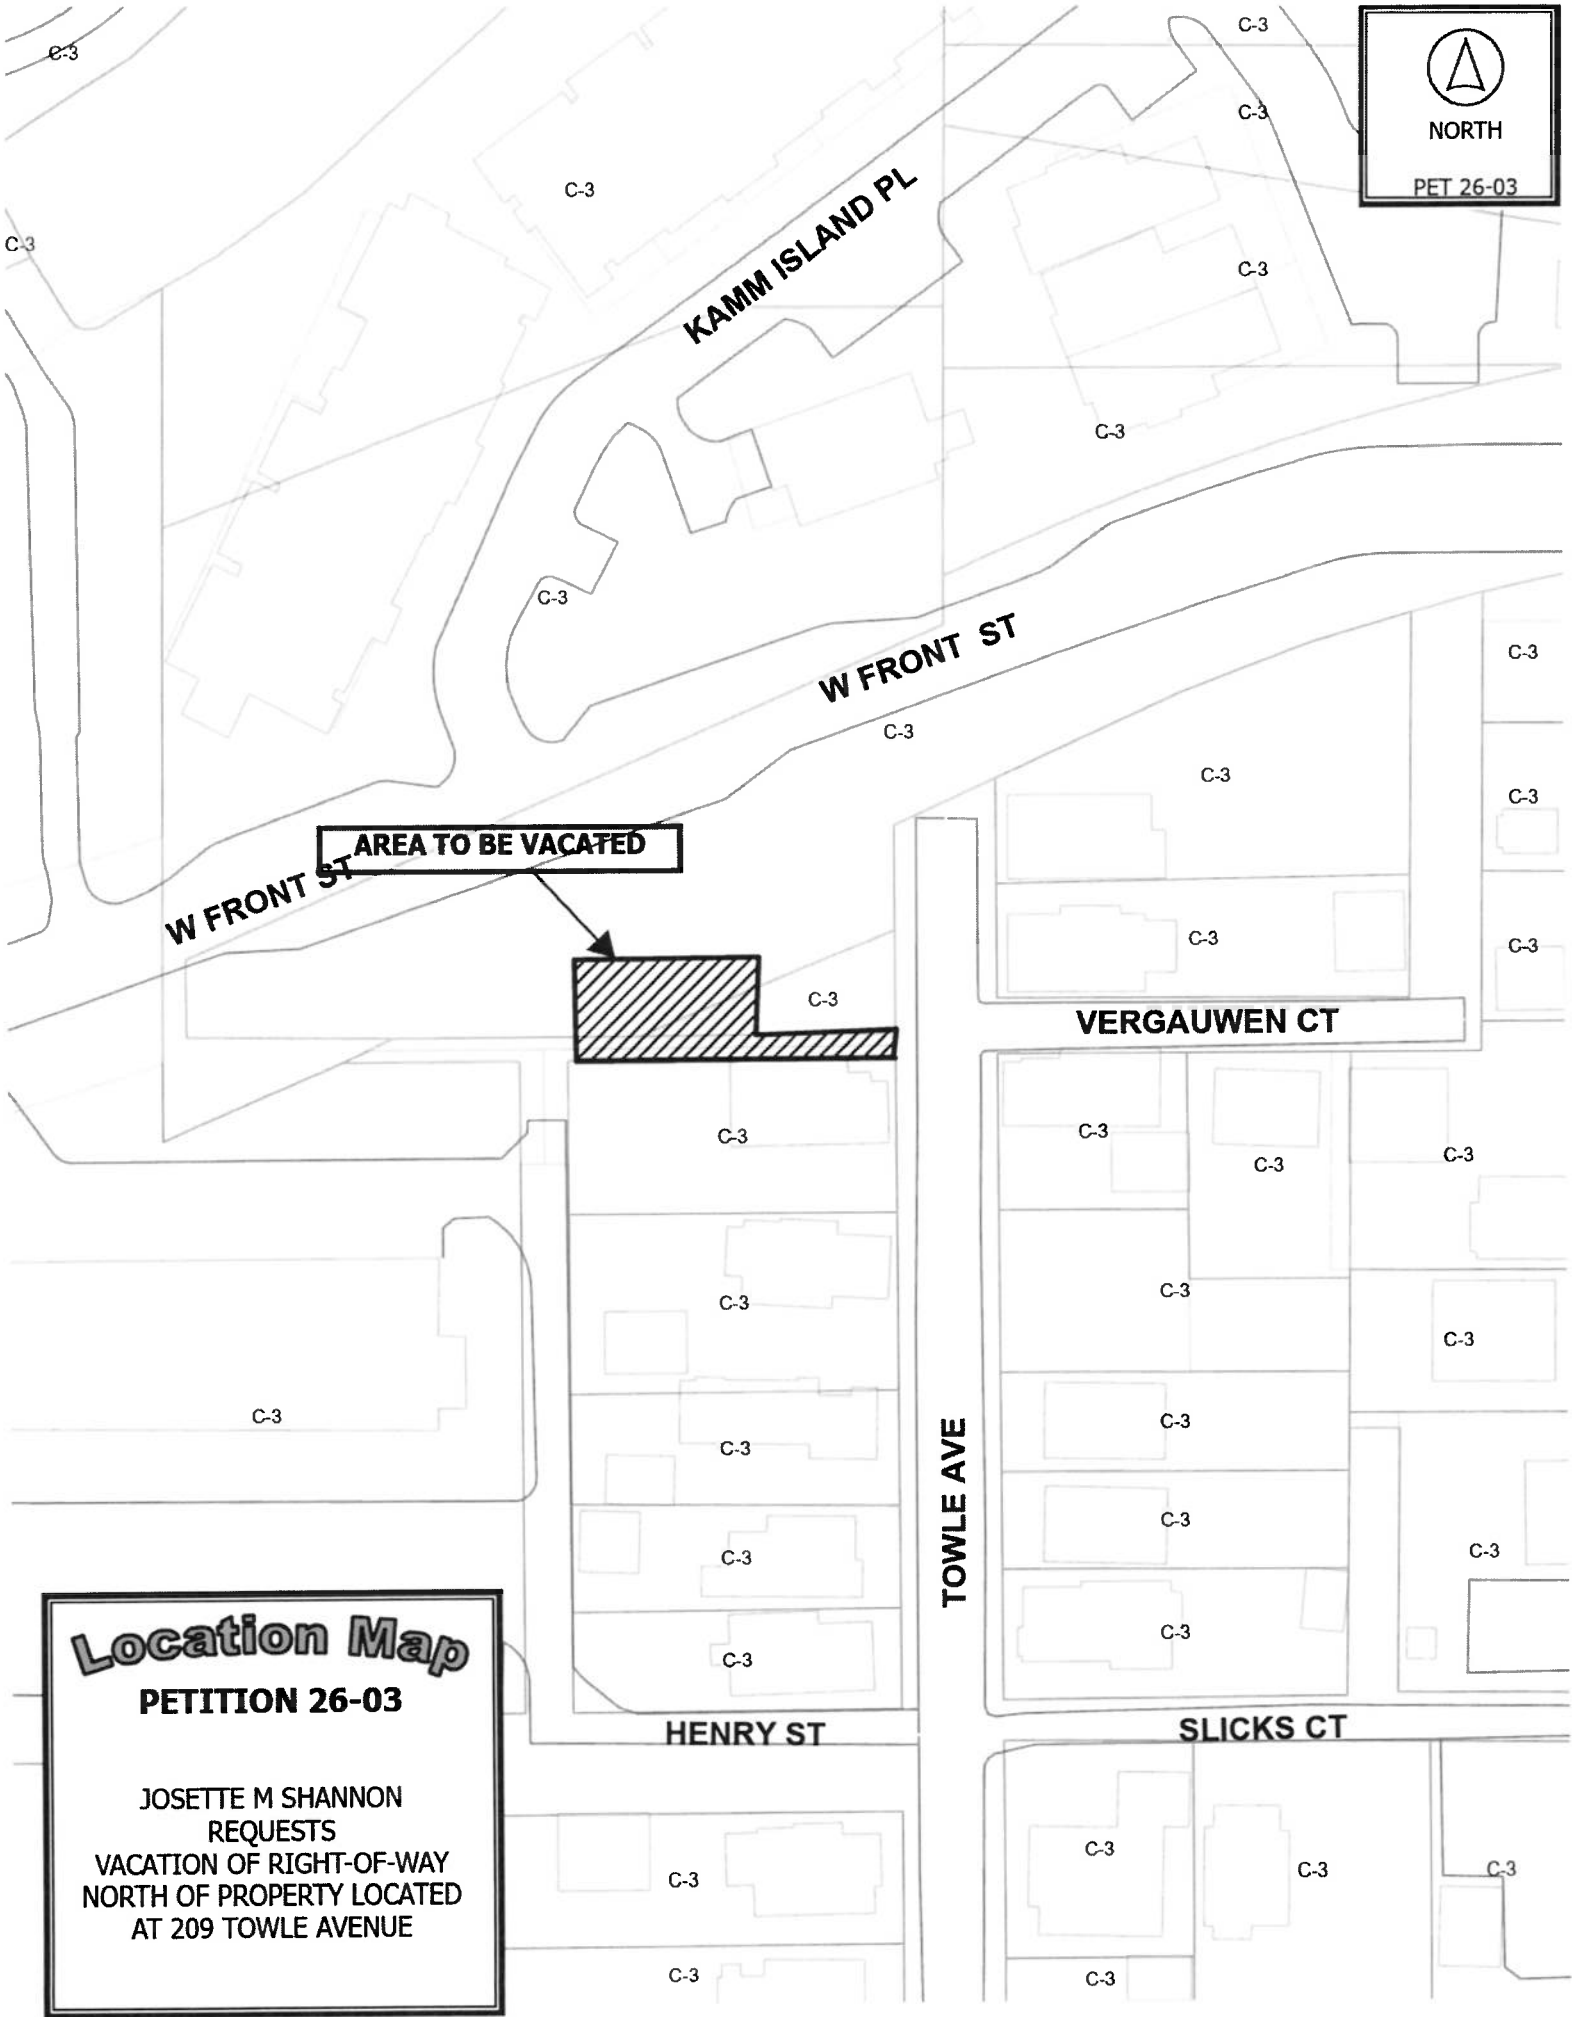 C-3
C-3
NORTH
PET 26-03
C-3
C-3
C-3
KAMM ISLAND PL
C-3
C-3
C-3
W FRONT ST
C-3
C-3
C-3
C-3
AREA TO BE VACATED
W FRONT ST
C-3
C-3
C-3
VERGAUWEN CT
C-3
C-3
C-3
C-3
C-3
C-3
C-3
C-3
C-3
C-3
C-3
TOWLE AVE
C-3
C-3
C-3
C-3
C-3
Location Map
PETITION 26-03
JOSETTE M SHANNON
REQUESTS
VACATION OF RIGHT-OF-WAY
NORTH OF PROPERTY LOCATED
AT 209 TOWLE AVENUE
HENRY ST
SLICKS CT
C-3
C-3
C-3
C-3
C-3
C-3